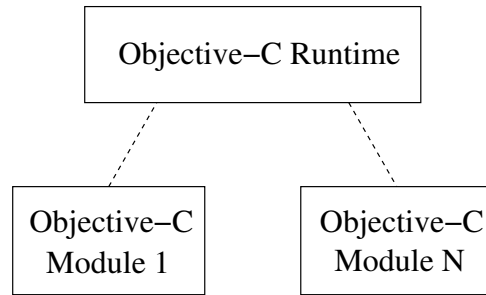 Objective−C Runtime
Objective−C
Module 1
Objective−C
Module N